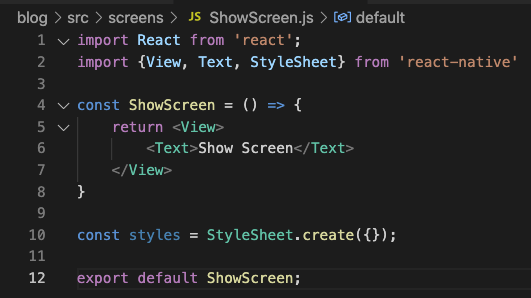 blog > src > screens > JS ShowScreen.js > default
1 import React from 'react';
2 import {View, Text, StyleSheet} from 'react-native'
3
4 const ShowScreen = () => {
5     return <View>
6         <Text>Show Screen</Text>
7     </View>
8 }
9
10 const styles = StyleSheet.create({});
11
12 export default ShowScreen;